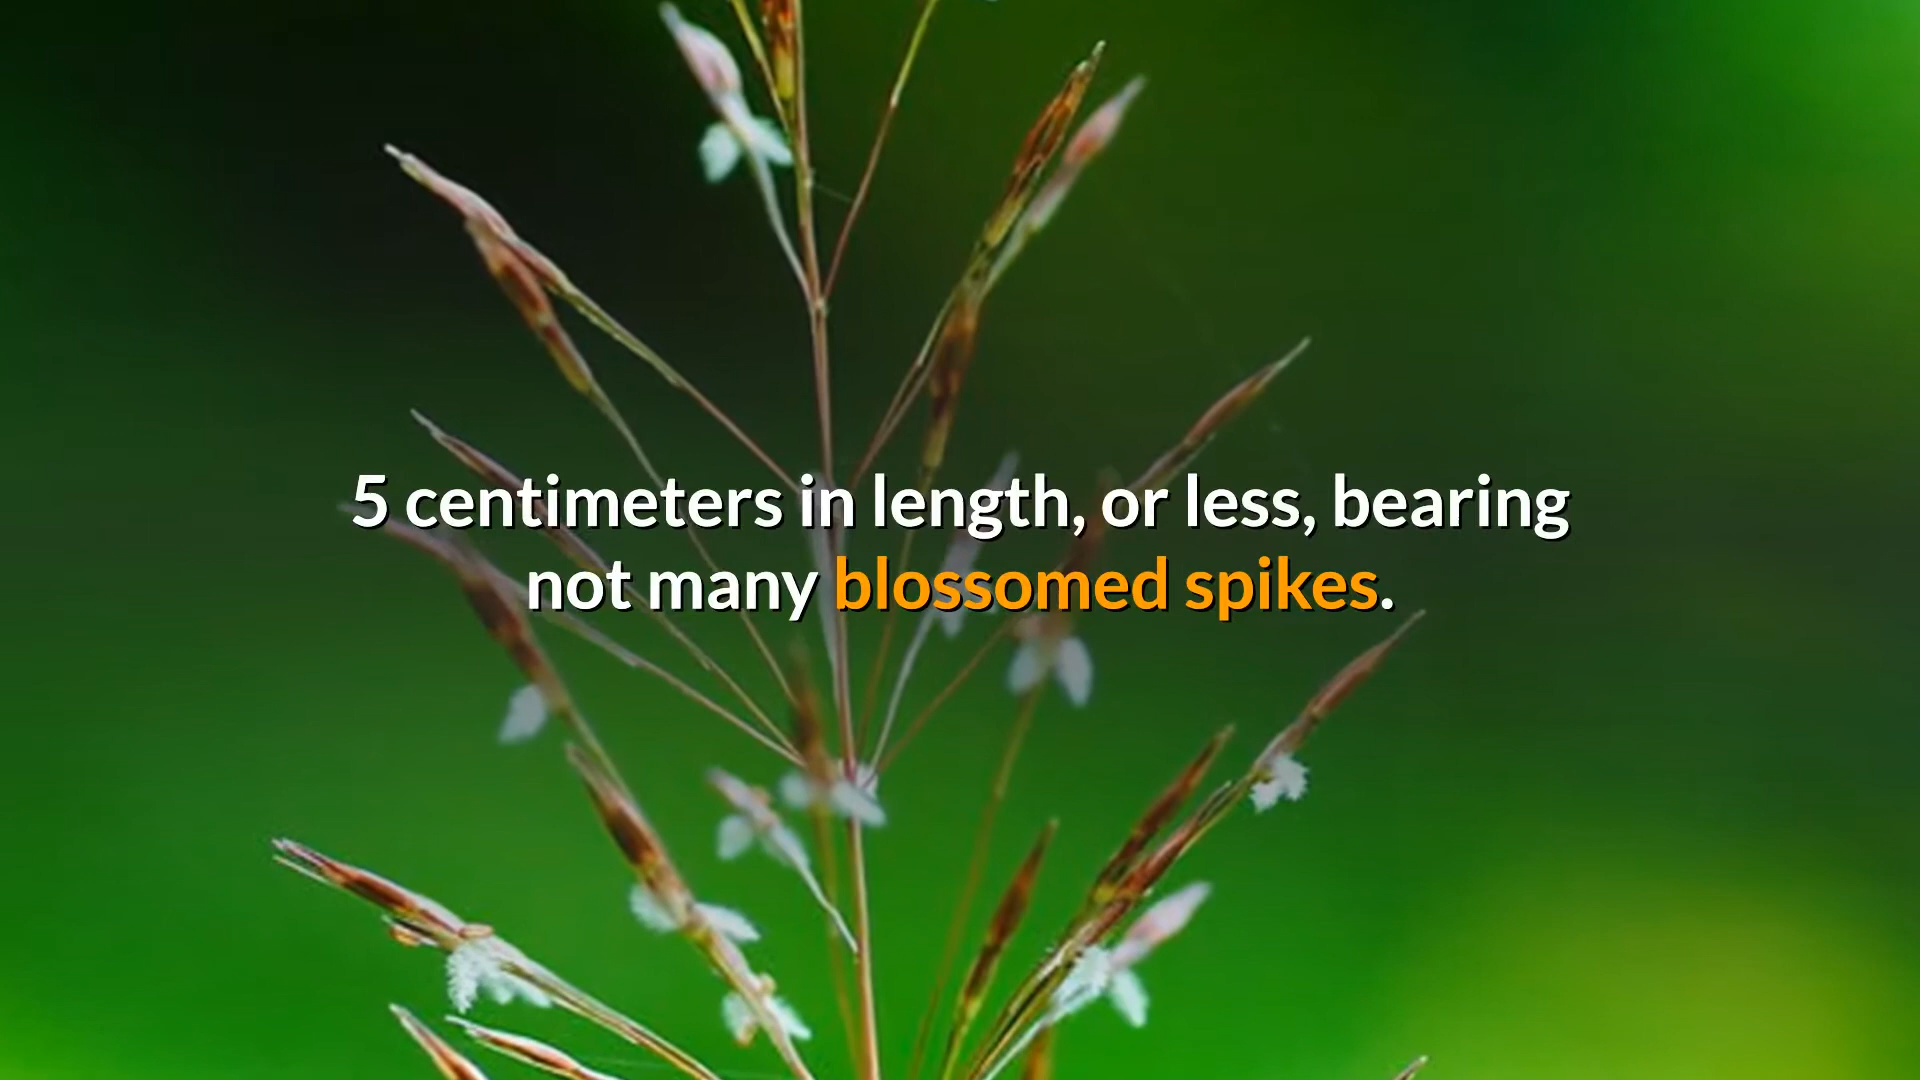 5 centimeters in length, or less, bearing
not many blossomed spikes.